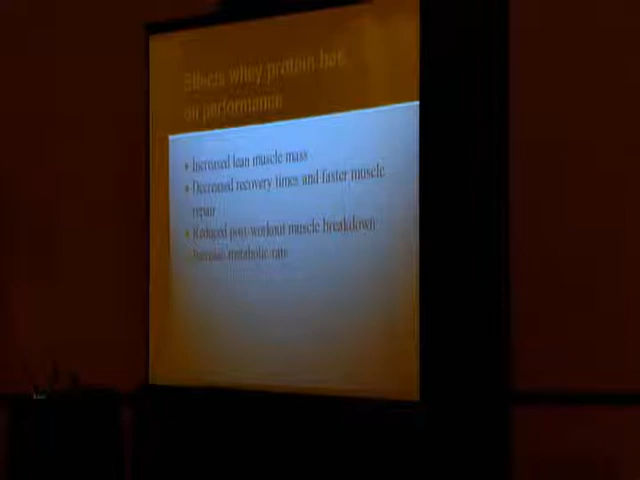 Effects whey protein has
on performance
Increased lean muscle mass
Decreased recovery times and faster muscle
repair
Reduced post-workout muscle breakdown
Increase metabolic rate